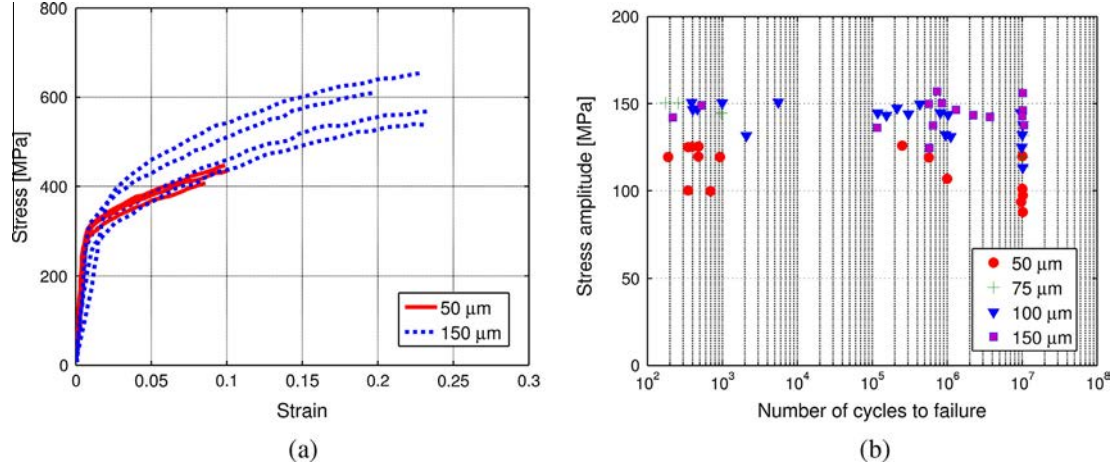 800
600
400
200
0
Stress [MPa]
0
0.05
0.1
0.15
0.2
0.25
0.3
Strain
50 μm
150 μm
(a)
200
150
100
50
0
Stress amplitude [MPa]
10²
10³
10⁴
10⁵
10⁶
10⁷
10⁸
Number of cycles to failure
50 μm
75 μm
100 μm
150 μm
(b)